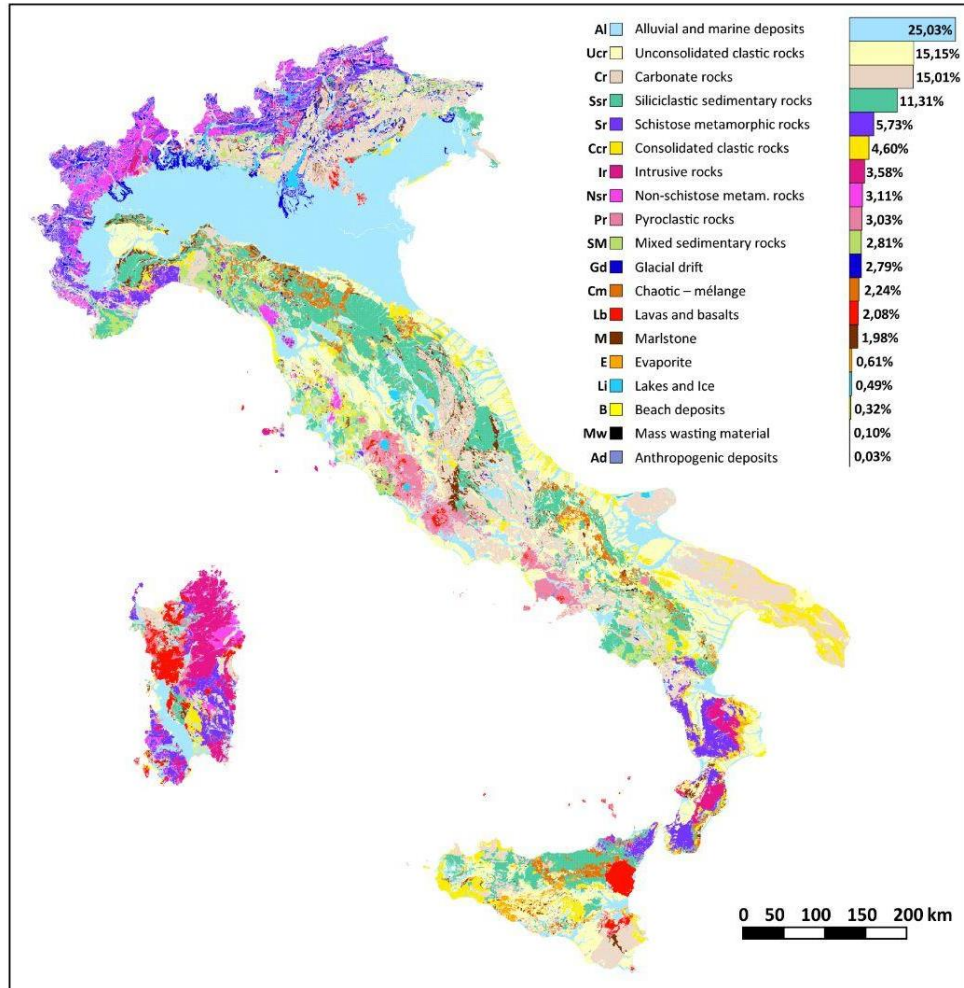 Al Alluvial and marine deposits 25,03%
Ucr Unconsolidated clastic rocks 15,15%
Cr Carbonate rocks 15,01%
Ssr Siliciclastic sedimentary rocks 11,31%
Sr Schistose metamorphic rocks 5,73%
Ccr Consolidated clastic rocks 4,60%
Ir Intrusive rocks 3,58%
Nsr Non-schistose metam. rocks 3,11%
Pr Pyroclastic rocks 3,03%
SM Mixed sedimentary rocks 2,81%
Gd Glacial drift 2,79%
Cm Chaotic – mélange 2,24%
Lb Lavas and basalts 2,08%
M Marlstone 1,98%
E Evaporite 0,61%
Li Lakes and Ice 0,49%
B Beach deposits 0,32%
Mw Mass wasting material 0,10%
Ad Anthropogenic deposits 0,03%
0 50 100 150 200 km